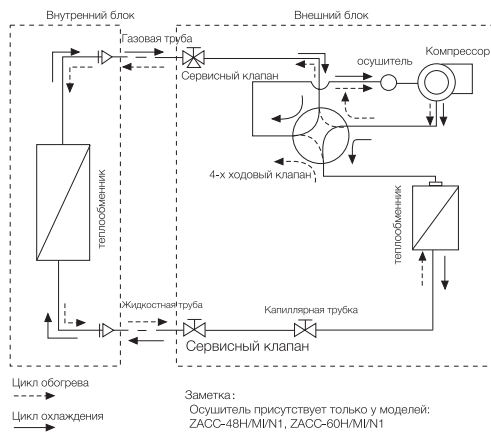 Внутренний блок
Внешний блок
Газовая труба
Компрессор
осушитель
Сервисный клапан
4-х ходовый клапан
теплообменник
теплообменник
Жидкостная труба
Капиллярная трубка
Сервисный клапан
Цикл обогрева
Цикл охлаждения
Заметка:
Осушитель присутствует только у моделей:
ZACC-48H/MI/N1, ZACC-60H/MI/N1